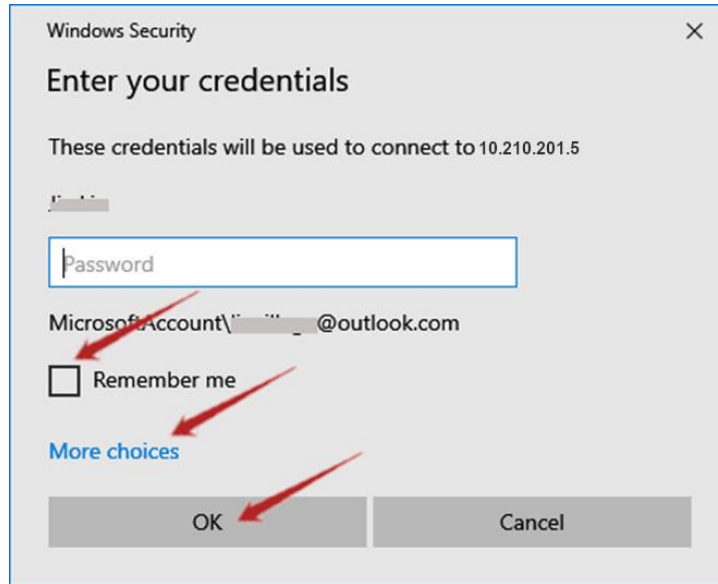 Windows Security
Enter your credentials
These credentials will be used to connect to 10.210.201.5
Password
MicrosoftAccount\ @outlook.com
Remember me
More choices
OK Cancel